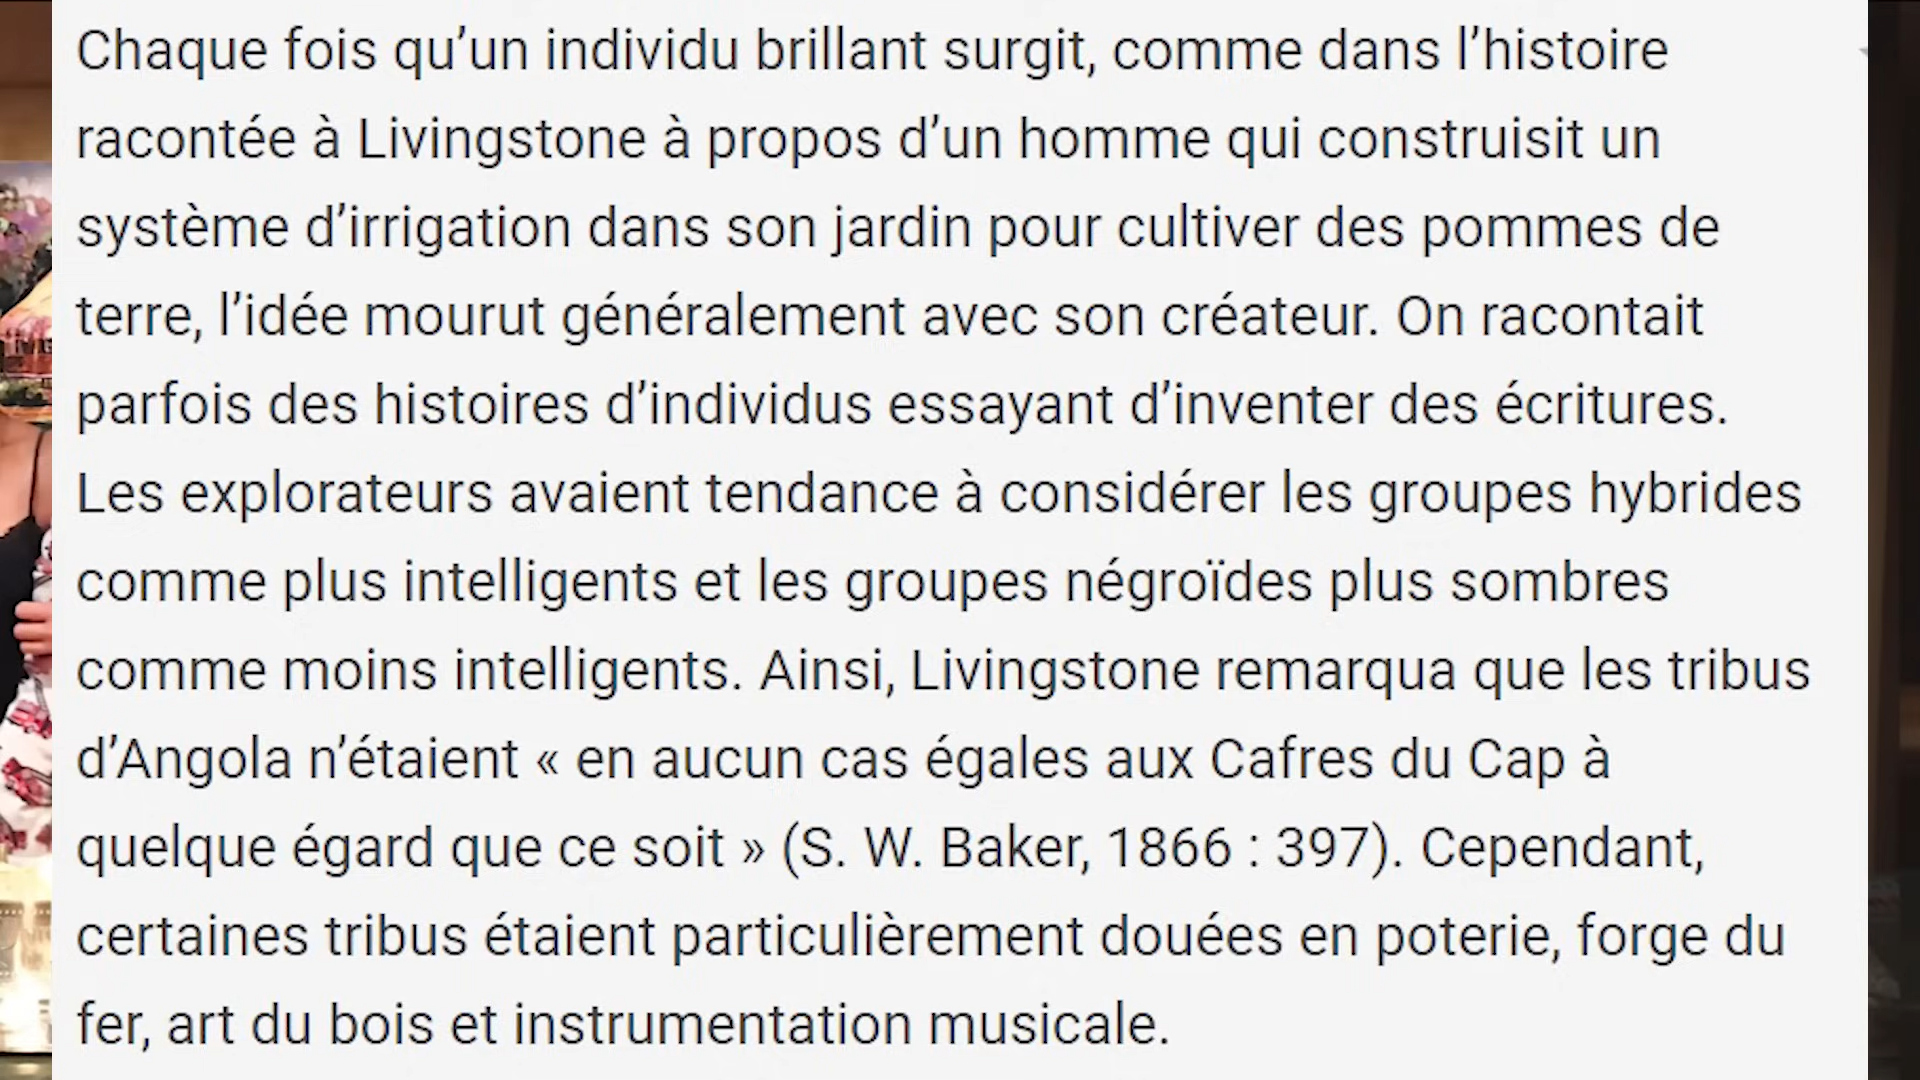 Chaque fois qu’un individu brillant surgit, comme dans l’histoire
racontée à Livingstone à propos d’un homme qui construisit un
système d’irrigation dans son jardin pour cultiver des pommes de
terre, l’idée mourut généralement avec son créateur. On racontait
parfois des histoires d’individus essayant d’inventer des écritures.
Les explorateurs avaient tendance à considérer les groupes hybrides
comme plus intelligents et les groupes négroïdes plus sombres
comme moins intelligents. Ainsi, Livingstone remarqua que les tribus
d’Angola n’étaient « en aucun cas égales aux Cafres du Cap à
quelque égard que ce soit » (S. W. Baker, 1866 : 397). Cependant,
certaines tribus étaient particulièrement douées en poterie, forge du
fer, art du bois et instrumentation musicale.